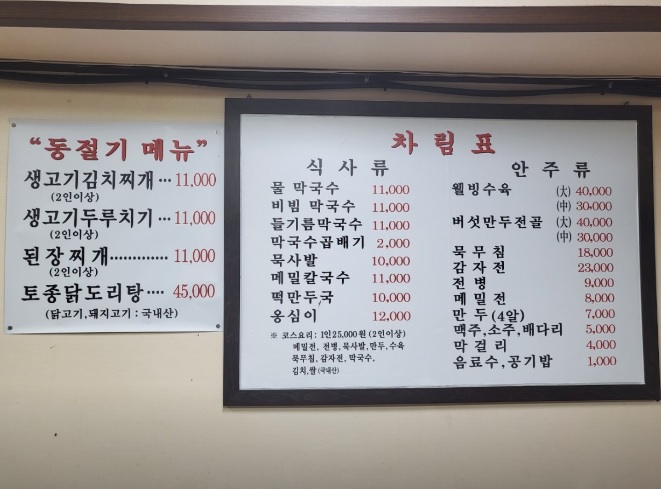 “동절기 메뉴”
생고기김치찌개 ··· 11,000
(2인이상)
생고기두루치기 ··· 11,000
(2인이상)
된장찌개············· 11,000
(2인이상)
토종닭도리탕 ···· 45,000
(닭고기,돼지고기 : 국내산)
차림표
식사류
물 막국수 11,000
비빔 막국수 11,000
들기름막국수 11,000
막국수곱배기 2,000
묵사발 10,000
메밀칼국수 11,000
떡만두국 10,000
옹심이 12,000
※ 코스요리 : 1인25,000원 (2인이상)
메밀전, 전병, 묵사발, 만두, 수육
묵무침, 감자전, 막국수,
김치,쌀(국내산)
안주류
웰빙수육 (大) 40,000
(中) 30,000
버섯만두전골 (大) 40,000
(中) 30,000
묵무침 18,000
감자전 23,000
전병 9,000
메밀전 8,000
만두(4알) 7,000
맥주,소주,배다리 5,000
막걸리 4,000
음료수,공기밥 1,000